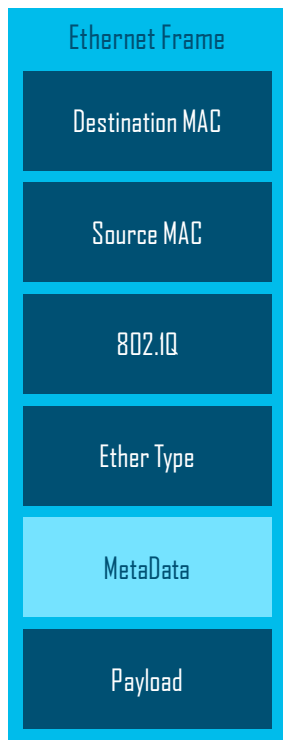 Ethernet Frame
Destination MAC
Source MAC
802.1Q
Ether Type
MetaData
Payload